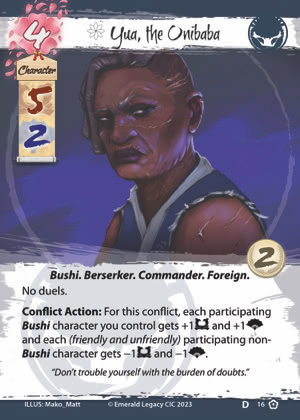 4
Yua, the Onibaba
Character
5
2
2
Bushi. Berserker. Commander. Foreign.
No duels.
Conflict Action: For this conflict, each participating
Bushi character you control gets +1 and +1
and each (friendly and unfriendly) participating non-
Bushi character gets –1 and –1.
"Don't trouble yourself with the burden of doubts."
ILLUS: Mako_Matt
© Emerald Legacy CIC 2023
D 16